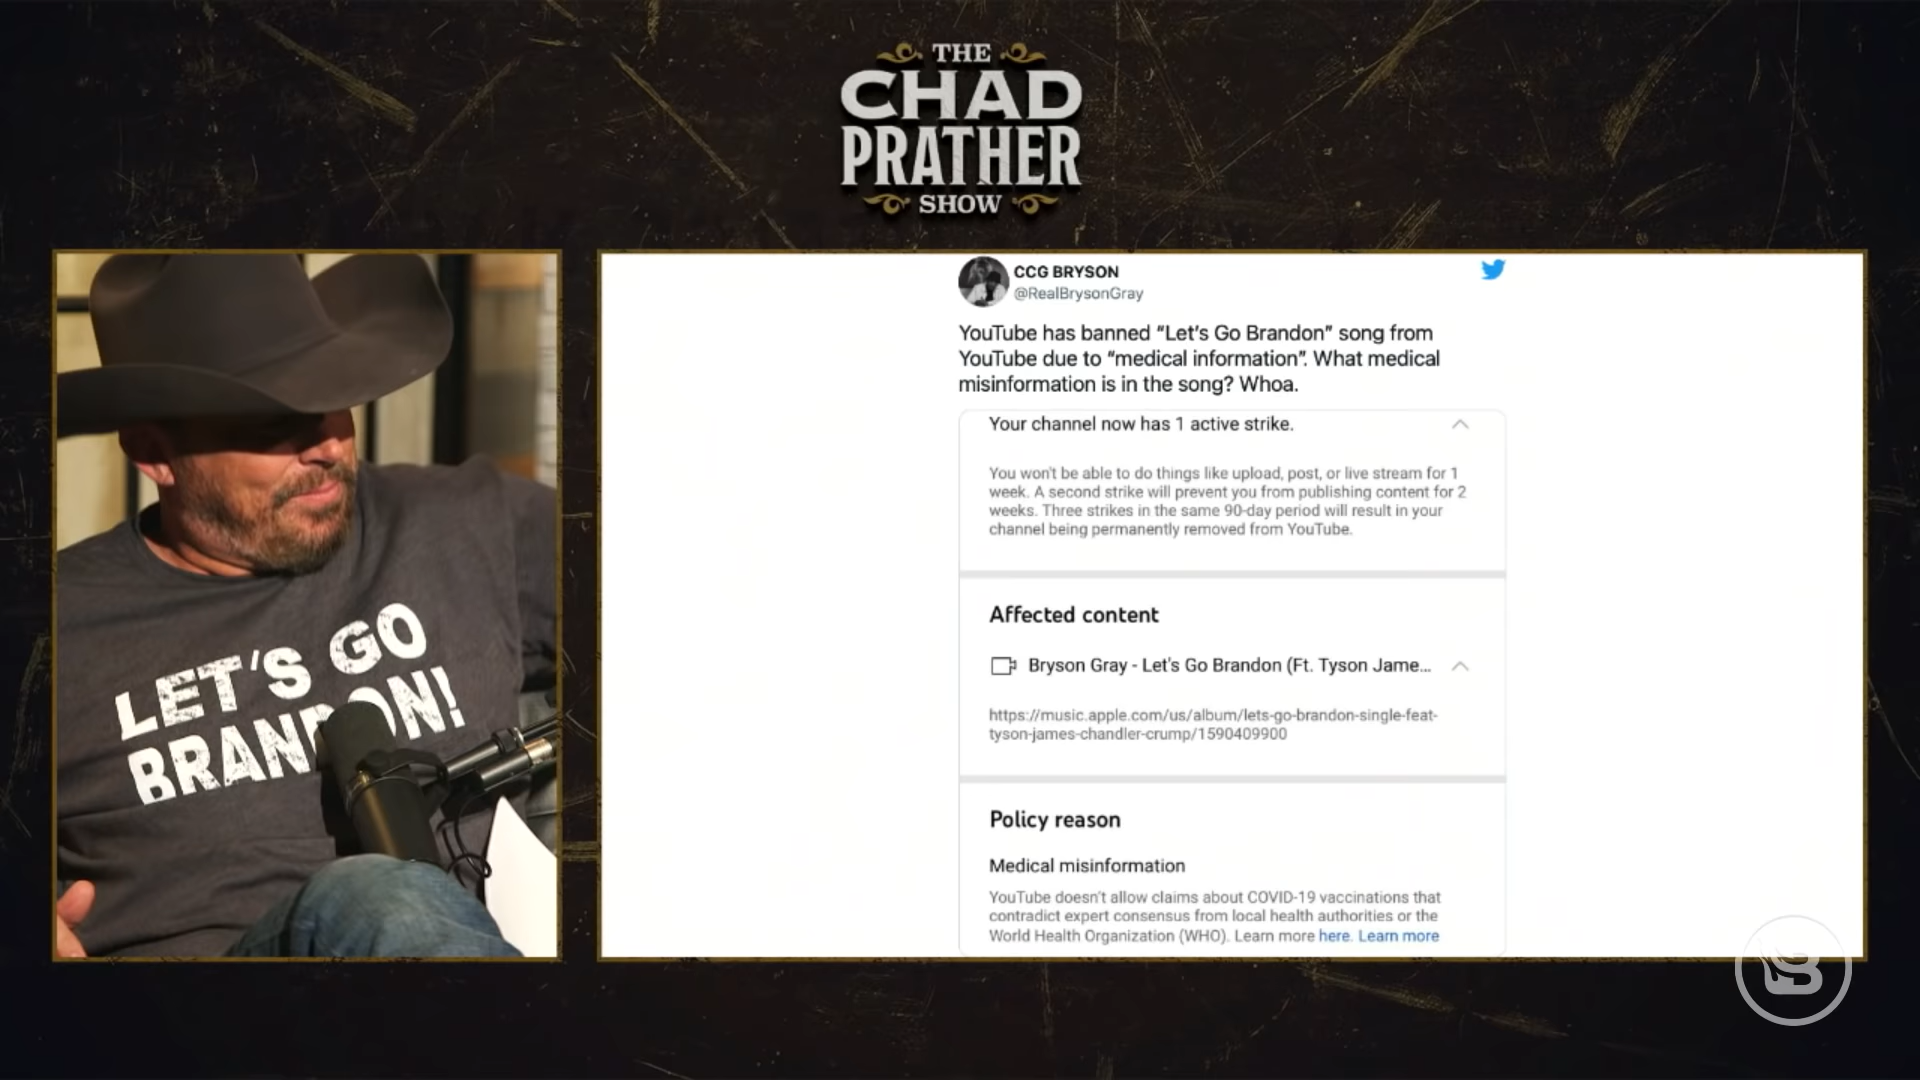 THE
CHAD
PRATHER
SHOW
LET'S GO
BRANDON!
CCG BRYSON
@RealBrysonGray
YouTube has banned “Let’s Go Brandon” song from
YouTube due to “medical information”. What medical
misinformation is in the song? Whoa.
Your channel now has 1 active strike.
You won't be able to do things like upload, post, or live stream for 1
week. A second strike will prevent you from publishing content for 2
weeks. Three strikes in the same 90-day period will result in your
channel being permanently removed from YouTube.
Affected content
Bryson Gray - Let's Go Brandon (Ft. Tyson Jame...
https://music.apple.com/us/album/lets-go-brandon-single-feat-
tyson-james-chandler-crump/1590409900
Policy reason
Medical misinformation
YouTube doesn't allow claims about COVID-19 vaccinations that
contradict expert consensus from local health authorities or the
World Health Organization (WHO). Learn more here. Learn more
B